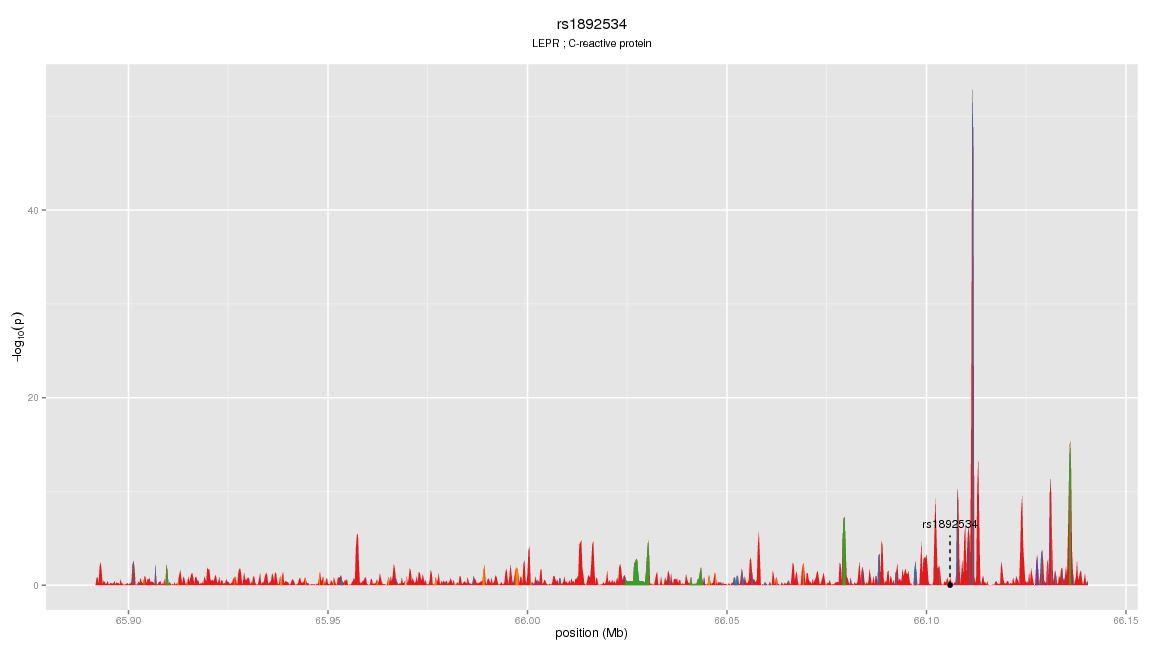 rs1892534
LEPR ; C-reactive protein
−log10(p)
40
20
0
rs1892534
65.90
65.95
66.00
66.05
66.10
66.15
position (Mb)